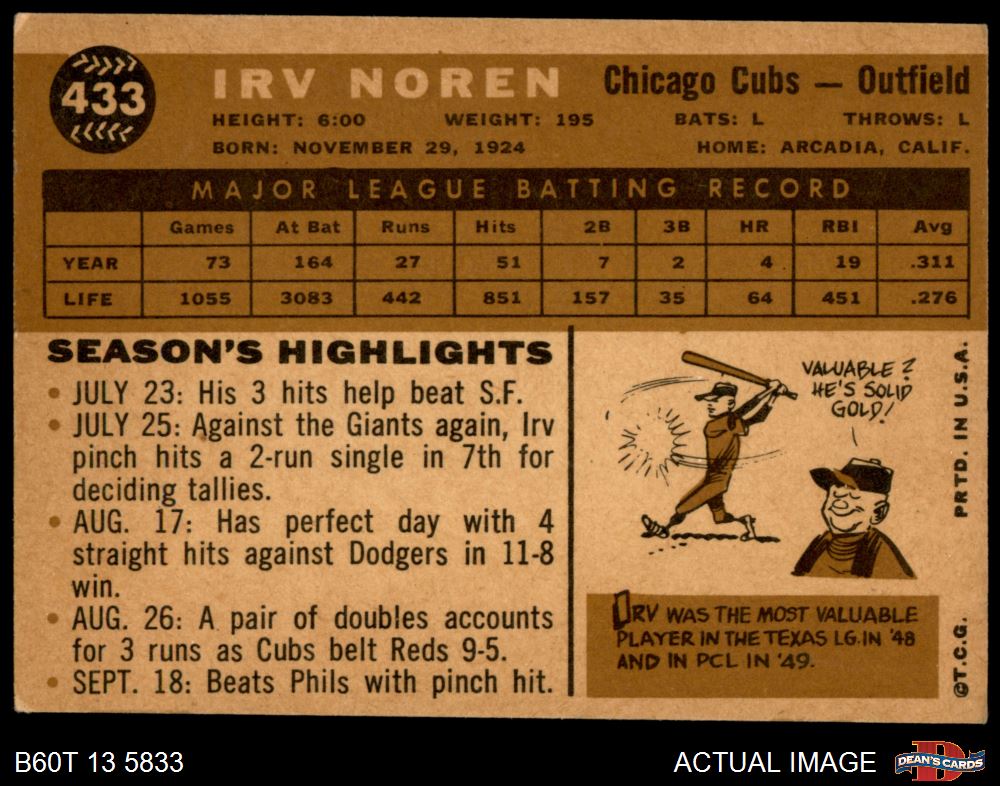 433
IRV NOREN
Chicago Cubs — Outfield
HEIGHT: 6:00 WEIGHT: 195 BATS: L THROWS: L
BORN: NOVEMBER 29, 1924 HOME: ARCADIA, CALIF.
MAJOR LEAGUE BATTING RECORD
Games At Bat Runs Hits 2B 3B HR RBI Avg
YEAR 73 164 27 51 7 2 4 19 .311
LIFE 1055 3083 442 851 157 35 64 451 .276
SEASON'S HIGHLIGHTS
• JULY 23: His 3 hits help beat S.F.
• JULY 25: Against the Giants again, Irv
pinch hits a 2-run single in 7th for
deciding tallies.
• AUG. 17: Has perfect day with 4
straight hits against Dodgers in 11-8
win.
• AUG. 26: A pair of doubles accounts
for 3 runs as Cubs belt Reds 9-5.
• SEPT. 18: Beats Phils with pinch hit.
VALUABLE?
HE'S SOLID
GOLD!
IRV WAS THE MOST VALUABLE
PLAYER IN THE TEXAS LG. IN '48
AND IN PCL IN '49.
©T.C.G. PRTD. IN U.S.A.
B60T 13 5833
ACTUAL IMAGE
DEAN'S CARDS